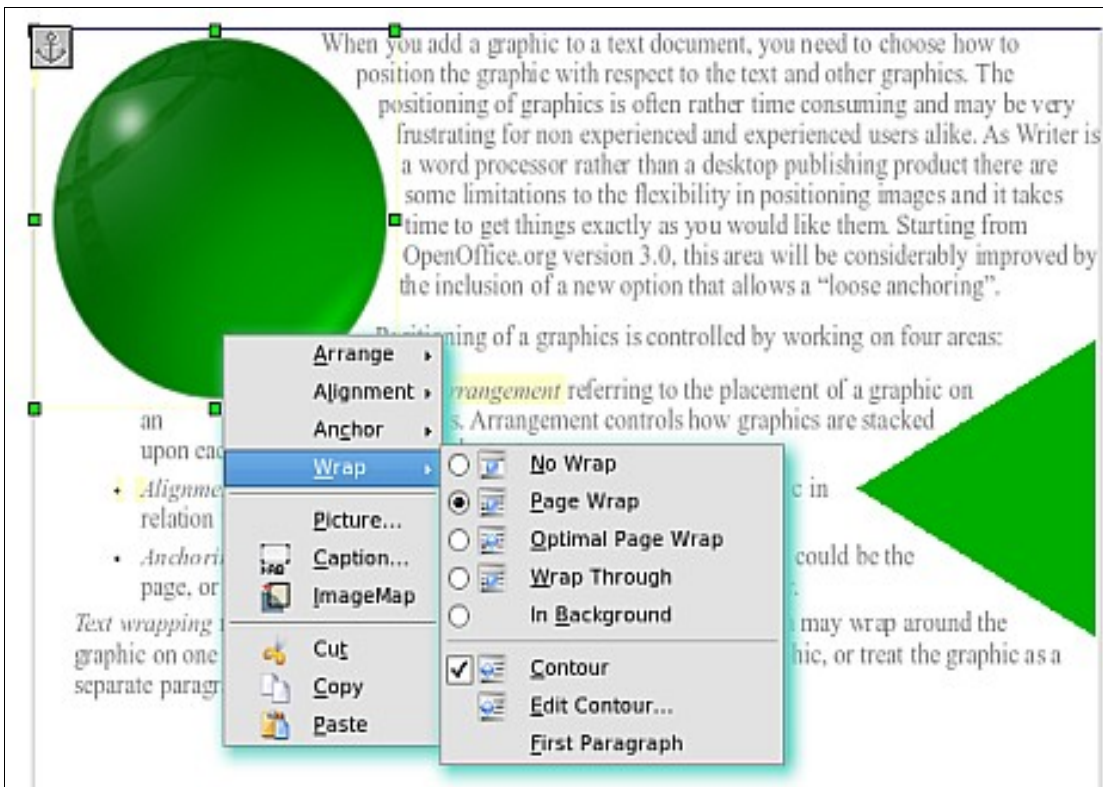 When you add a graphic to a text document, you need to choose how to
position the graphic with respect to the text and other graphics. The
positioning of graphics is often rather time consuming and may be very
frustrating for non experienced and experienced users alike. As Writer is
a word processor rather than a desktop publishing product there are
some limitations to the flexibility in positioning images and it takes
time to get things exactly as you would like them. Starting from
OpenOffice.org version 3.0, this area will be considerably improved by
the inclusion of a new option that allows a “loose anchoring”.
of a graphics is controlled by working on four areas:
referring to the placement of a graphic on
an
. Arrangement controls how graphics are stacked
upon
• relation
in
• could be the
page, or
Text wrapping may wrap around the
graphic on one or treat the graphic as a
separate
Arrange
Alignment
Anchor
Wrap
Picture...
Caption...
ImageMap
Cut
Copy
Paste
No Wrap
Page Wrap
Optimal Page Wrap
Wrap Through
In Background
Contour
Edit Contour...
First Paragraph